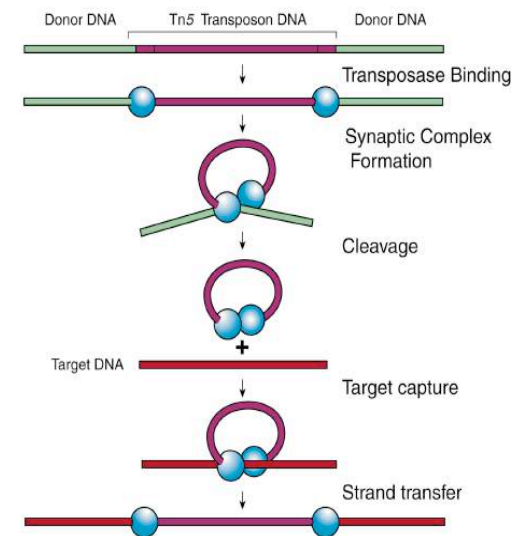 Donor DNA Tn5 Transposon DNA Donor DNA
Transposase Binding
Synaptic Complex
Formation
Cleavage
+
Target DNA
Target capture
Strand transfer